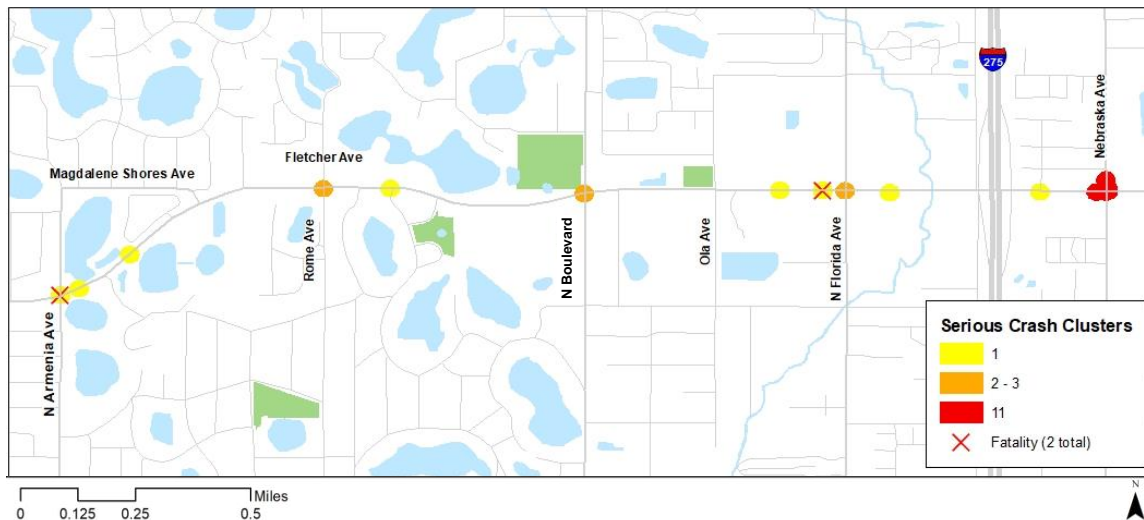 275
Nebraska Ave
Fletcher Ave
Magdalene Shores Ave
Rome Ave
N Boulevard
Ola Ave
N Florida Ave
N Armenia Ave
Serious Crash Clusters
1
2 - 3
11
Fatality (2 total)
Miles
0 0.125 0.25 0.5
N